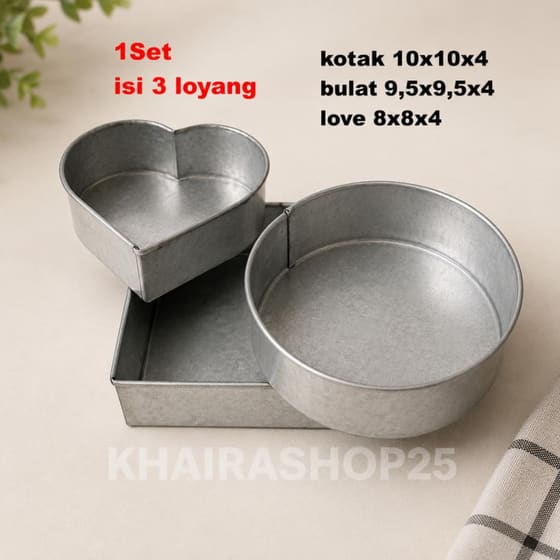 1Set
isi 3 loyang
kotak 10x10x4
bulat 9,5x9,5x4
love 8x8x4
KHAIRASHOP25